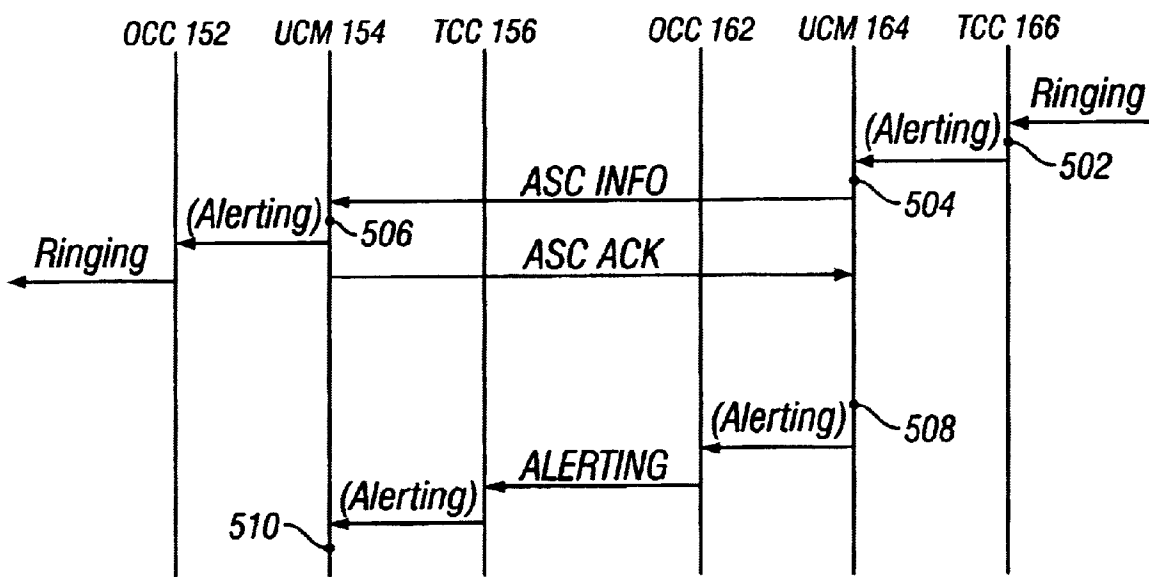 OCC 152 UCM 154 TCC 156 OCC 162 UCM 164 TCC 166
Ringing
(Alerting)
502
ASC INFO
504
(Alerting)
506
Ringing
ASC ACK
(Alerting)
508
ALERTING
(Alerting)
510